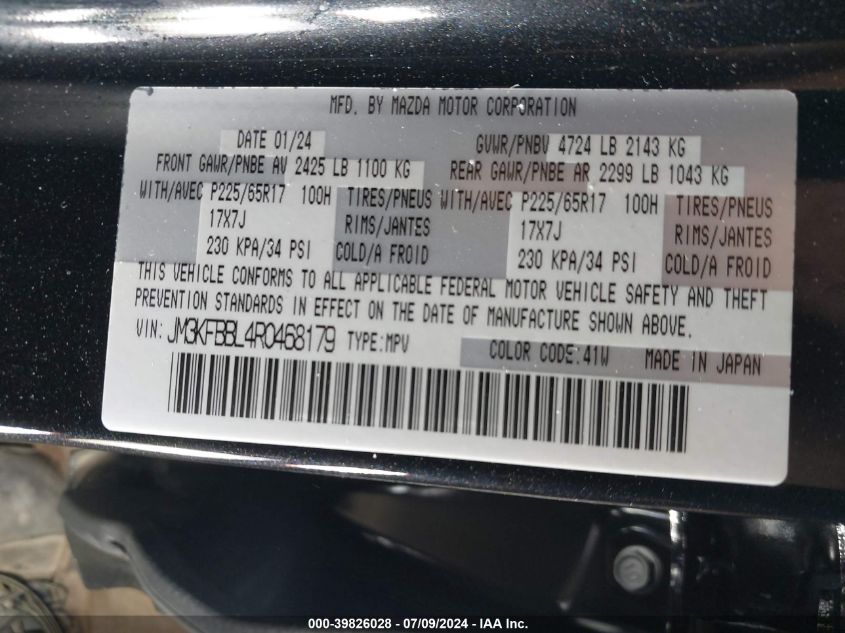 MFD. BY MAZDA MOTOR CORPORATION
DATE 01/24 GVWR/PNBV 4724 LB 2143 KG
FRONT GAWR/PNBE AV 2425 LB 1100 KG REAR GAWR/PNBE AR 2299 LB 1043 KG
WITH/AVEC P225/65R17 100H TIRES/PNEUS WITH/AVEC P225/65R17 100H TIRES/PNEUS
17X7J RIMS/JANTES 17X7J RIMS/JANTES
230 KPA/34 PSI COLD/A FROID 230 KPA/34 PSI COLD/A FROID
THIS VEHICLE CONFORMS TO ALL APPLICABLE FEDERAL MOTOR VEHICLE SAFETY AND THEFT
PREVENTION STANDARDS IN EFFECT ON THE DATE OF MANUFACTURE SHOWN ABOVE.
VIN: JM3KFBBL4R0468179 TYPE:MPV COLOR CODE:41W MADE IN JAPAN
000-39826028 - 07/09/2024 - IAA Inc.